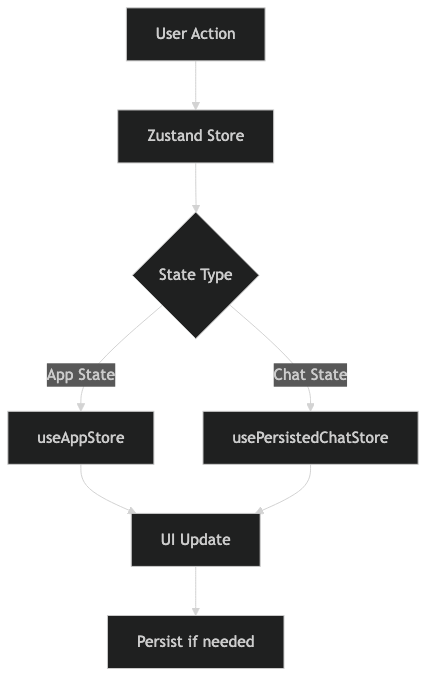 User Action
Zustand Store
State Type
App State
Chat State
useAppStore
usePersistedChatStore
UI Update
Persist if needed